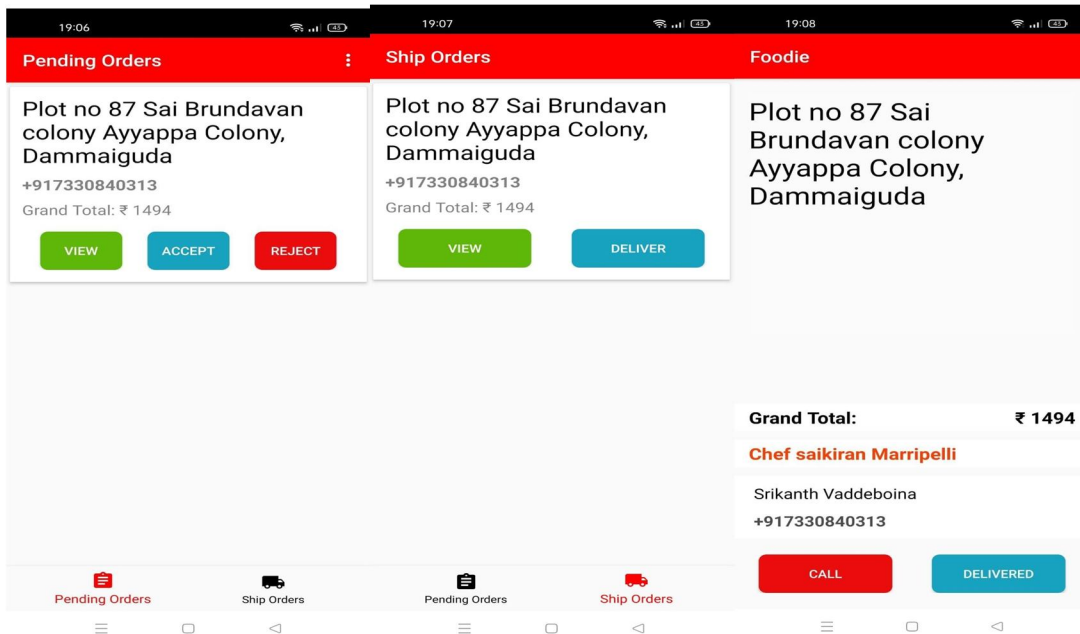 19:06
45
Pending Orders
Plot no 87 Sai Brundavan
colony Ayyappa Colony,
Dammaiguda
+917330840313
Grand Total: ₹ 1494
VIEW
ACCEPT
REJECT
Pending Orders
Ship Orders
19:07
45
Ship Orders
Plot no 87 Sai Brundavan
colony Ayyappa Colony,
Dammaiguda
+917330840313
Grand Total: ₹ 1494
VIEW
DELIVER
Pending Orders
Ship Orders
19:08
45
Foodie
Plot no 87 Sai
Brundavan colony
Ayyappa Colony,
Dammaiguda
Grand Total: ₹ 1494
Chef saikiran Marripelli
Srikanth Vaddeboina
+917330840313
CALL
DELIVERED